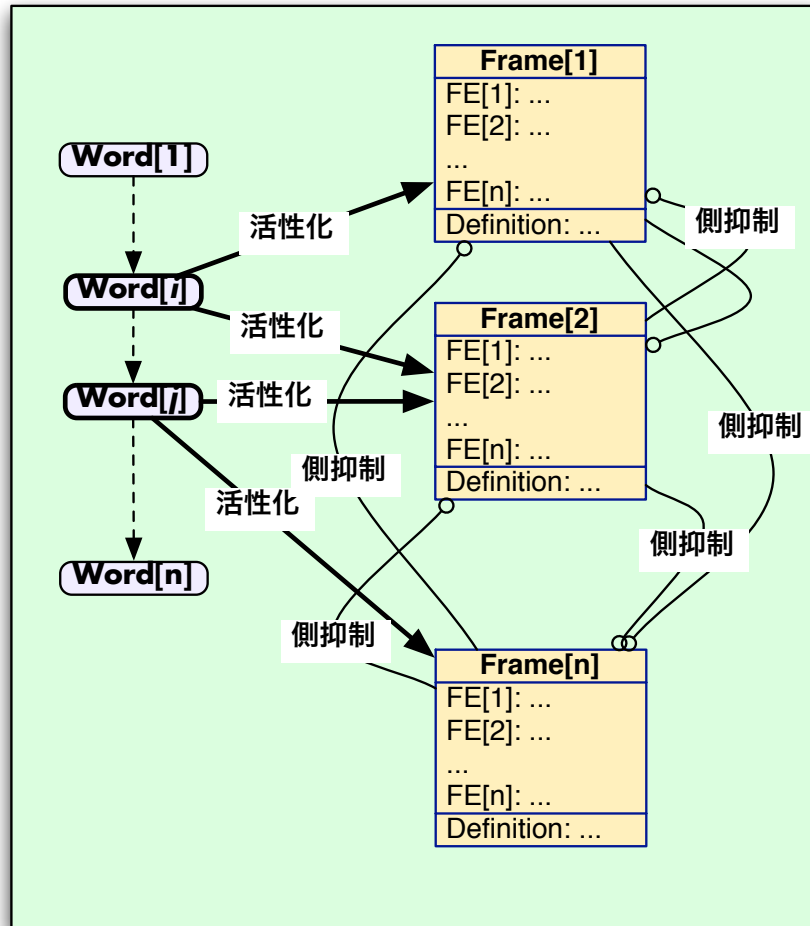 Frame[1]
FE[1]: ...
FE[2]: ...
...
FE[n]: ...
Definition: ...
Word[1]
活性化
側抑制
Word[i]
活性化
Frame[2]
FE[1]: ...
FE[2]: ...
...
FE[n]: ...
Definition: ...
Word[j]
活性化
側抑制
側抑制
活性化
側抑制
Word[n]
側抑制
Frame[n]
FE[1]: ...
FE[2]: ...
...
FE[n]: ...
Definition: ...